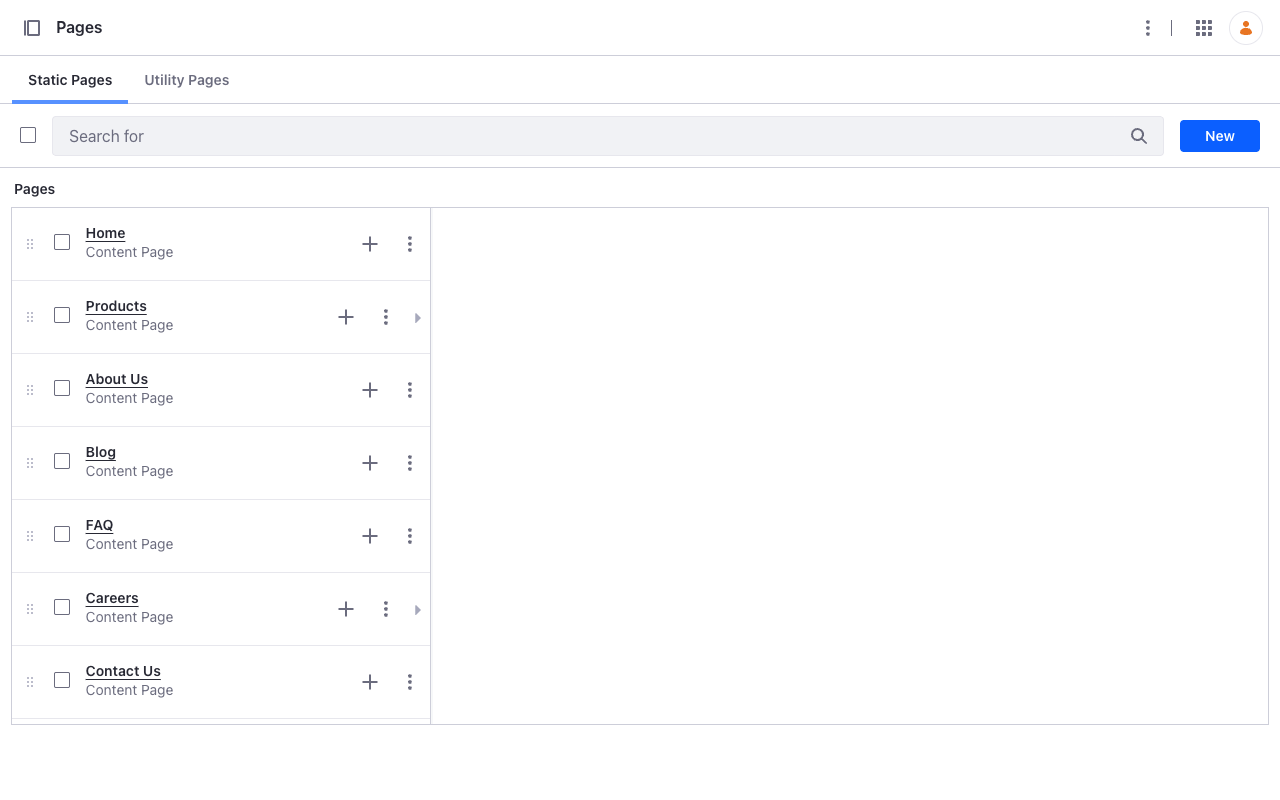 Pages
Static Pages
Utility Pages
Search for
New
Pages
Home
Content Page
Products
Content Page
About Us
Content Page
Blog
Content Page
FAQ
Content Page
Careers
Content Page
Contact Us
Content Page